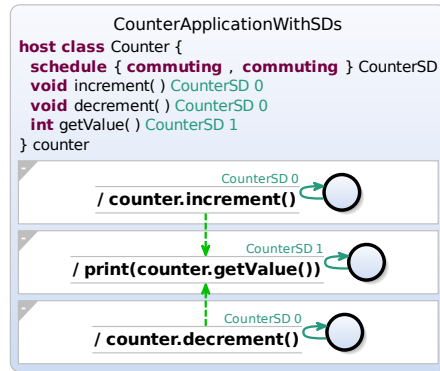 CounterApplicationWithSDs
host class Counter {
schedule { commuting , commuting } CounterSD
void increment( ) CounterSD 0
void decrement( ) CounterSD 0
int getValue( ) CounterSD 1
} counter
-
CounterSD 0
/ counter.increment()
-
CounterSD 1
/ print(counter.getValue())
-
CounterSD 0
/ counter.decrement()